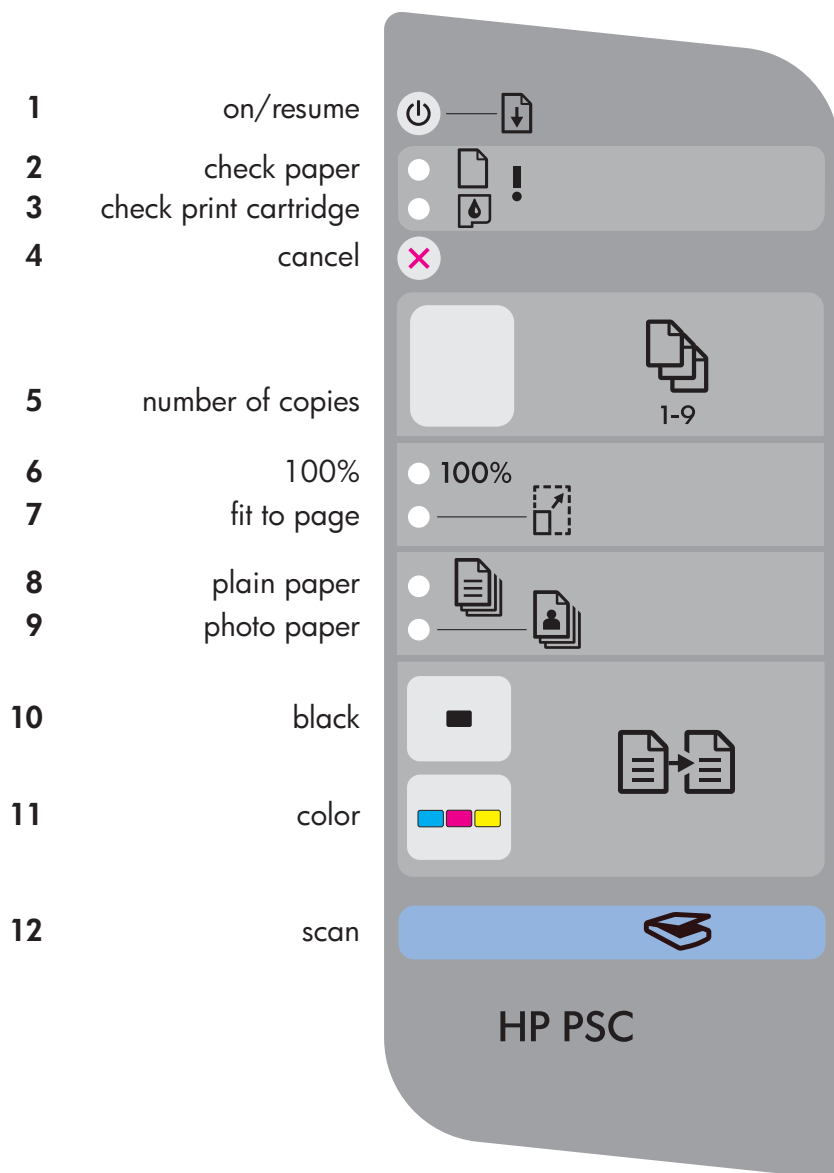 1 on/resume
2 check paper
3 check print cartridge
4 cancel
5 number of copies
1-9
6 100% 100%
7 fit to page
8 plain paper
9 photo paper
10 black
11 color
12 scan
HP PSC